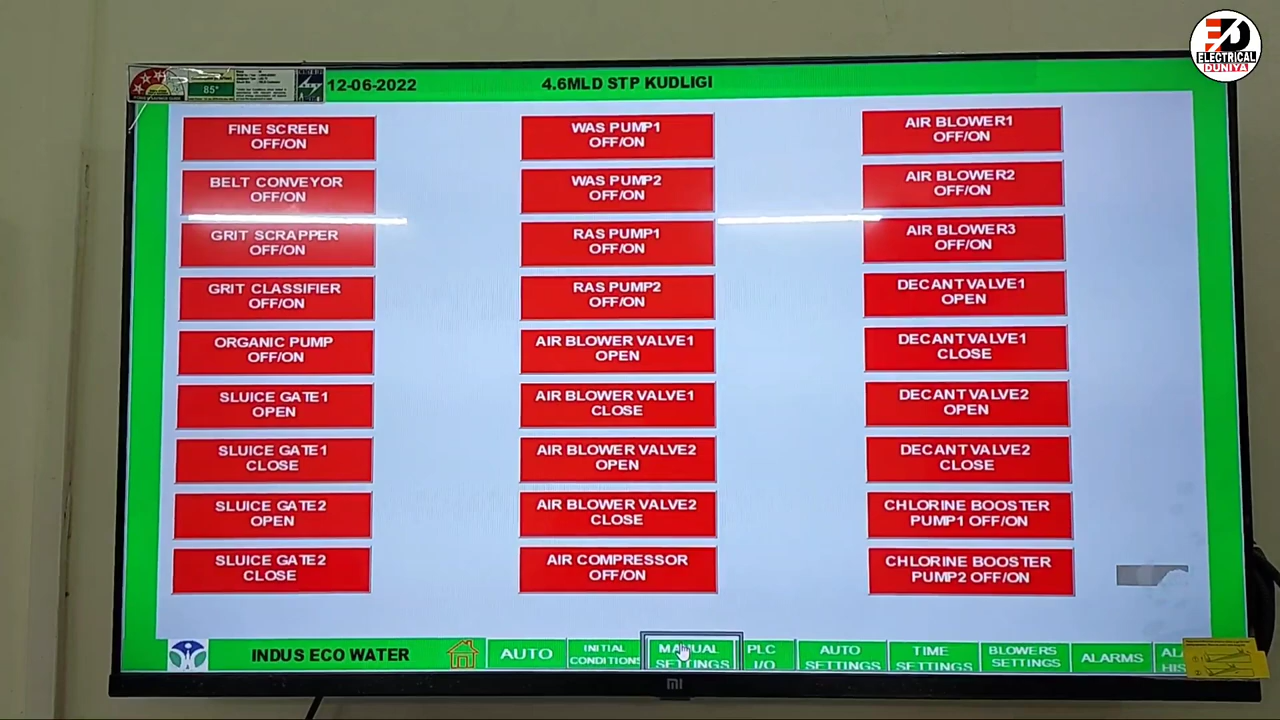 ELECTRICAL
DUNIYA
85°
12-06-2022
4.6MLD STP KUDLIGI
FINE SCREEN
OFF/ON
BELT CONVEYOR
OFF/ON
GRIT SCRAPPER
OFF/ON
GRIT CLASSIFIER
OFF/ON
ORGANIC PUMP
OFF/ON
SLUICE GATE1
OPEN
SLUICE GATE1
CLOSE
SLUICE GATE2
OPEN
SLUICE GATE2
CLOSE
WAS PUMP1
OFF/ON
WAS PUMP2
OFF/ON
RAS PUMP1
OFF/ON
RAS PUMP2
OFF/ON
AIR BLOWER VALVE1
OPEN
AIR BLOWER VALVE1
CLOSE
AIR BLOWER VALVE2
OPEN
AIR BLOWER VALVE2
CLOSE
AIR COMPRESSOR
OFF/ON
AIR BLOWER1
OFF/ON
AIR BLOWER2
OFF/ON
AIR BLOWER3
OFF/ON
DECANT VALVE1
OPEN
DECANT VALVE1
CLOSE
DECANT VALVE2
OPEN
DECANT VALVE2
CLOSE
CHLORINE BOOSTER
PUMP1 OFF/ON
CHLORINE BOOSTER
PUMP2 OFF/ON
INDUS ECO WATER
AUTO
INITIAL
CONDITIONS
MANUAL
SETTINGS
PLC
I/O
AUTO
SETTINGS
TIME
SETTINGS
BLOWERS
SETTINGS
ALARMS
mi